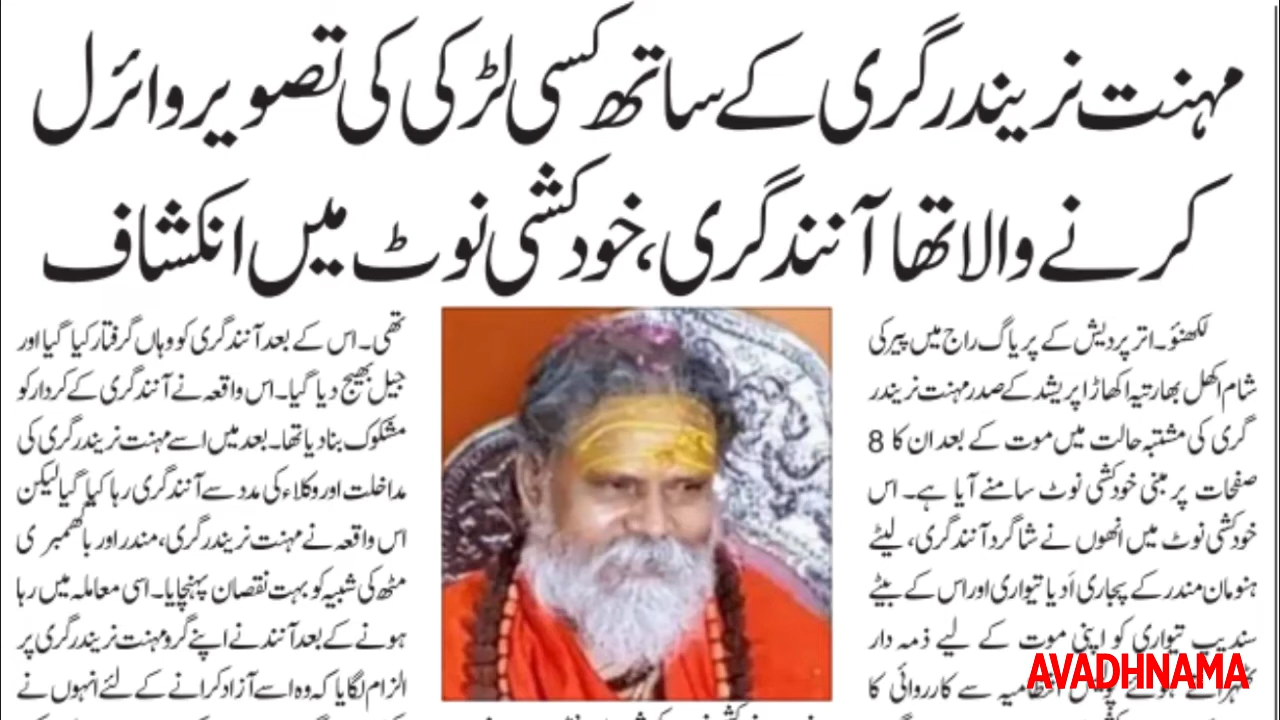 مہنت نریندر گری کے ساتھ کسی لڑکی کی تصویر وائرل
کرنے والا تھا آنند گری، خودکشی نوٹ میں انکشاف
لکھنؤ۔ اتر پردیش کے پریاگ راج میں پیر کی
شام اکھل بھارتیہ اکھاڑا پریشد کے صدر مہنت نریندر
گری کی مشتبہ حالت میں موت کے بعد ان کا 8
صفحات پر مبنی خودکشی نوٹ سامنے آیا ہے۔ اس
خودکشی نوٹ میں انھوں نے شاگرد آنند گری، لیٹے
ہنومان مندر کے پجاری آدیا تیواری اور اس کے بیٹے
سندیپ تیواری کو اپنی موت کے لیے ذمہ دار
سے کارروائی کا
تھی۔ اس کے بعد آنند گری کو وہاں گرفتار کیا گیا اور
جیل بھیج دیا گیا۔ اس واقعہ نے آنند گری کے کردار کو
مشکوک بنا دیا تھا۔ بعد میں اسے مہنت نریندر گری کی
مداخلت اور وکلاء کی مدد سے آنند گری رہا کیا گیا لیکن
اس واقعہ نے مہنت نریندر گری، مندر اور باگھمبری
مٹھ کی شبیہ کو بہت نقصان پہنچایا۔ اسی معاملہ میں رہا
ہونے کے بعد آنند نے اپنے گرو مہنت نریندر گری پر
الزام لگایا کہ وہ اسے آزاد کرانے کے لئے انہوں نے
AVADHNAMA